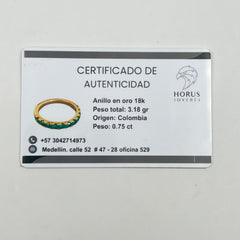 CERTIFICADO DE
AUTENTICIDAD
HORUS
JOYERÍA
Anillo en oro 18k
Peso total: 3.18 gr
Origen: Colombia
Peso: 0.75 ct
+57 3042714973
Medellín. calle 52 # 47 - 28 oficina 529